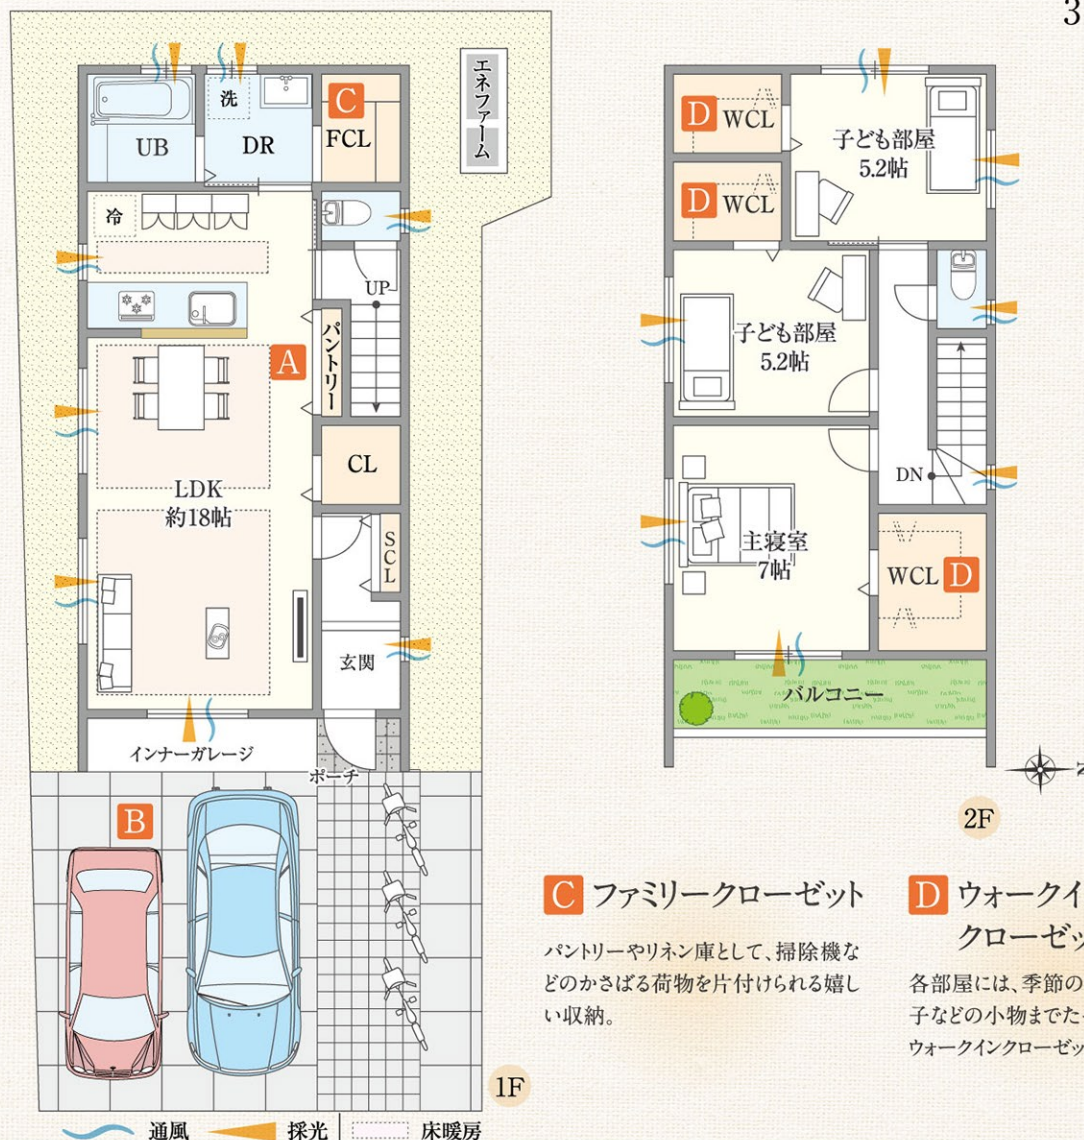 3
エネファーム
洗
C
UB
DR
FCL
冷
UP
パントリー
A
CL
LDK
約18帖
SCL
玄関
インナーガレージ
ポーチ
B
1F
通風
採光
床暖房
D WCL
子ども部屋
5.2帖
D WCL
子ども部屋
5.2帖
DN
主寝室
7帖
WCL D
バルコニー
2F
C ファミリークローゼット
パントリーやリネン庫として、掃除機な
どのかさばる荷物を片付けられる嬉し
い収納。
D ウォークイ
クローゼッ
各部屋には、季節の
子などの小物までた
ウォークインクローゼッ